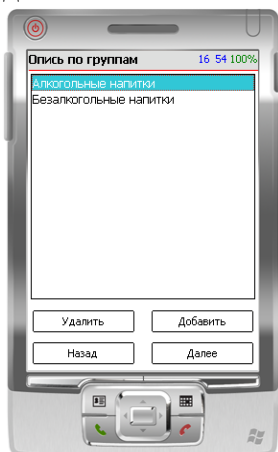 Опись по группам 16 54 100%
Алкогольные напитки
Безалкогольные напитки
Удалить Добавить
Назад Далее